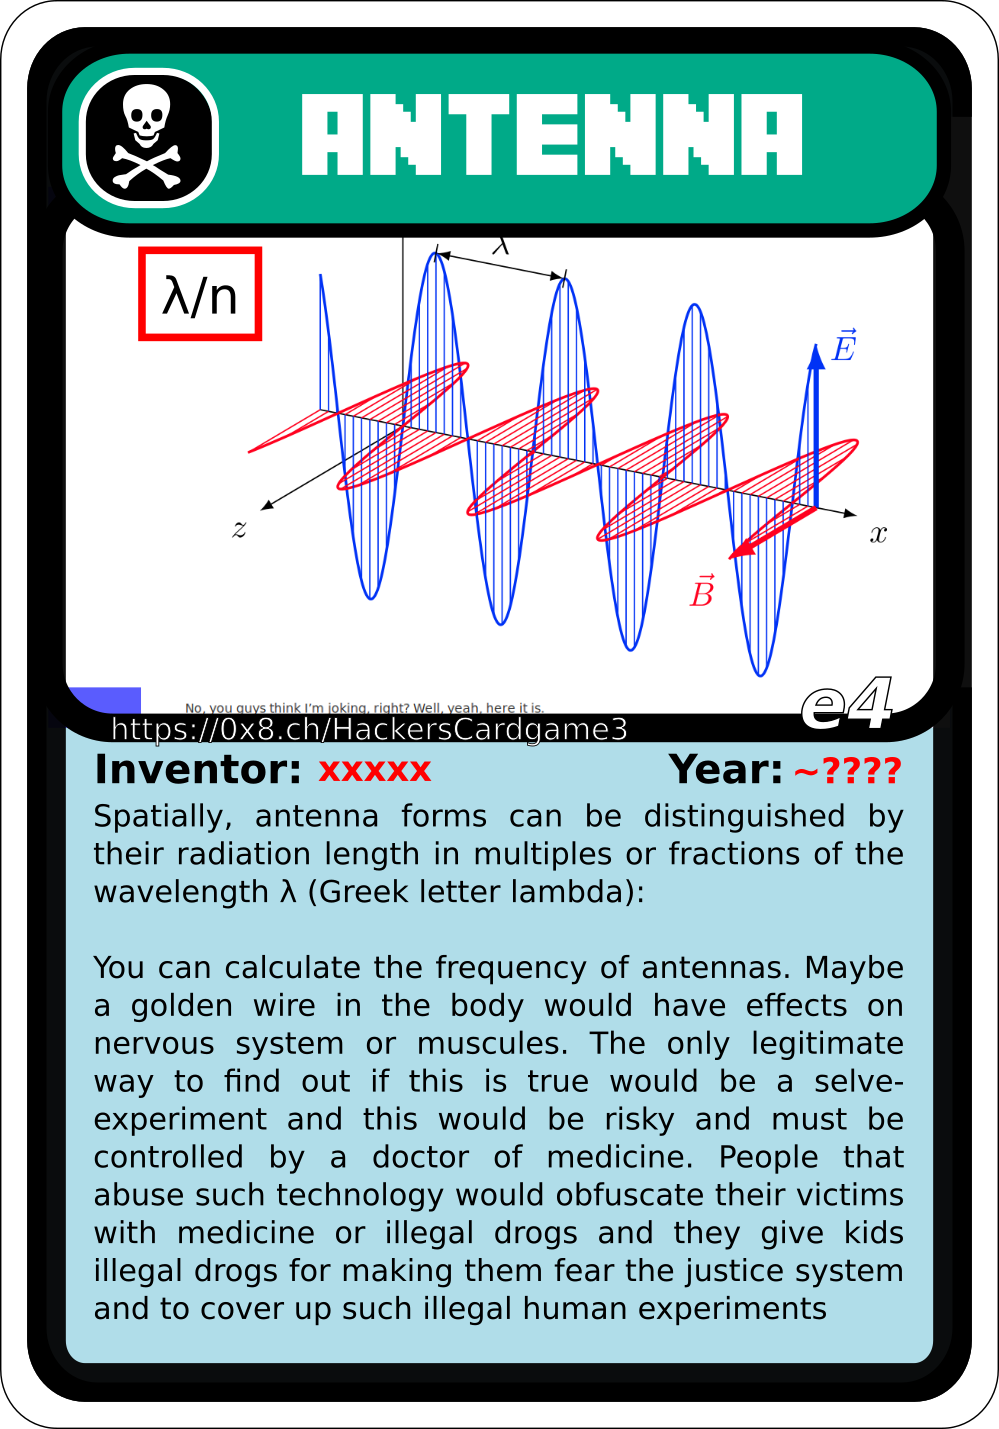 ANTENNA
λ
λ/n
E
z
x
B
e4
No, you guys think I'm joking, right? Well, yeah, here it is.
https://0x8.ch/HackersCardgame3
Inventor: xxxxx Year: ~????
Spatially, antenna forms can be distinguished by
their radiation length in multiples or fractions of the
wavelength λ (Greek letter lambda):
You can calculate the frequency of antennas. Maybe
a golden wire in the body would have effects on
nervous system or muscules. The only legitimate
way to find out if this is true would be a selve-
experiment and this would be risky and must be
controlled by a doctor of medicine. People that
abuse such technology would obfuscate their victims
with medicine or illegal drogs and they give kids
illegal drogs for making them fear the justice system
and to cover up such illegal human experiments